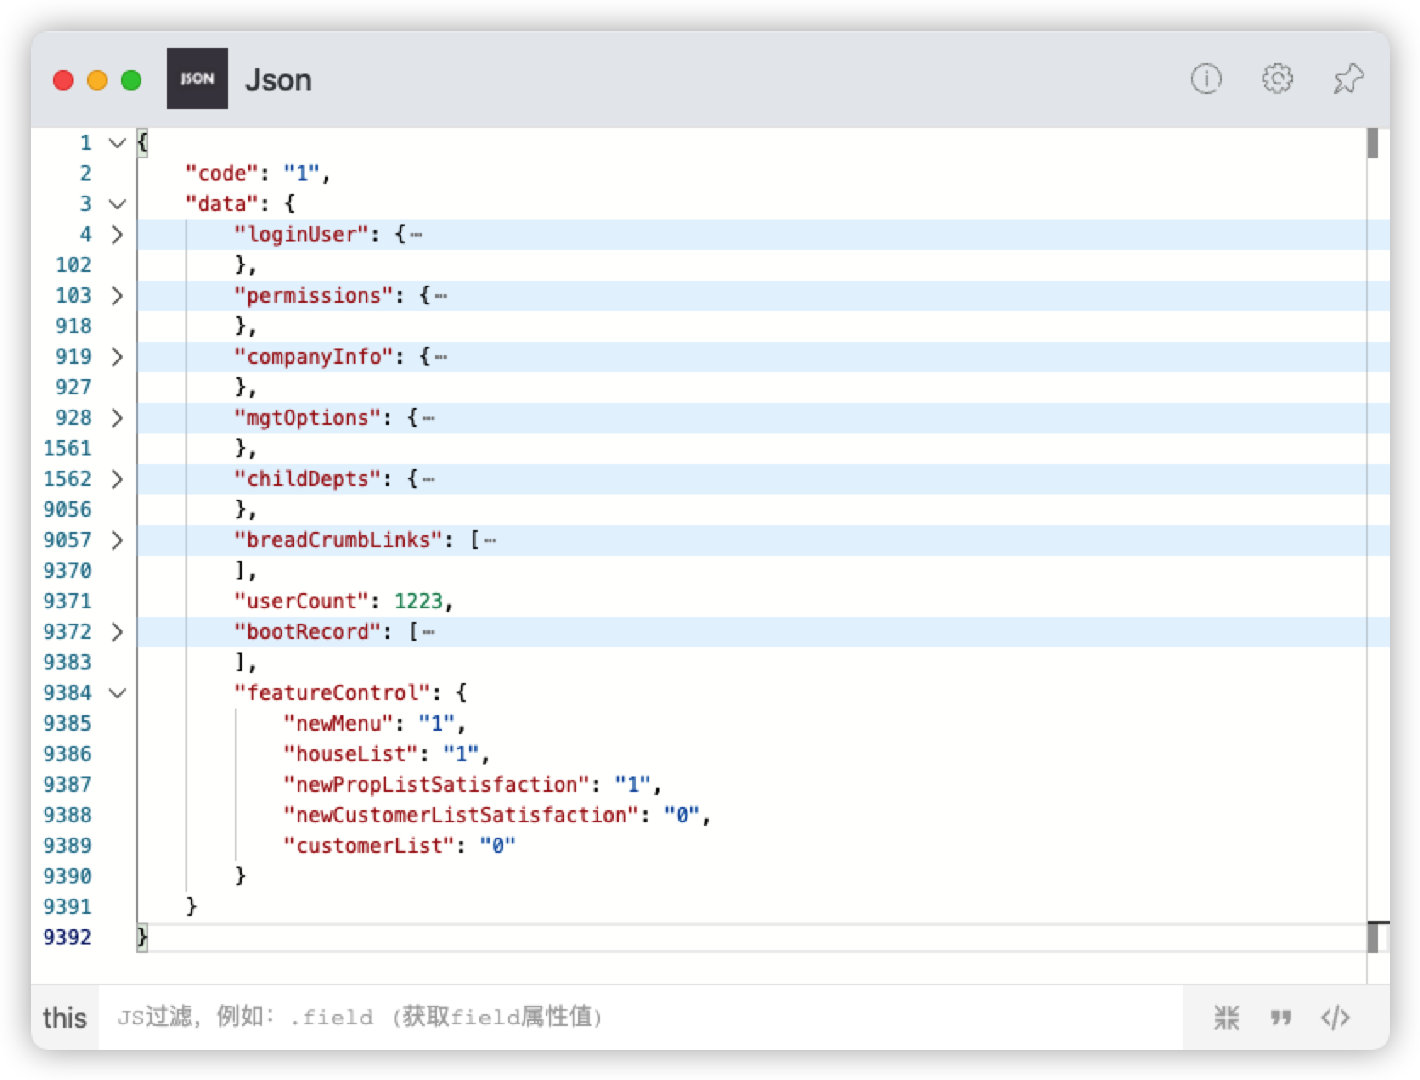 JSON Json
1 {
2 "code": "1",
3 "data": {
4 "loginUser": {⋯
102 },
103 "permissions": {⋯
918 },
919 "companyInfo": {⋯
927 },
928 "mgtOptions": {⋯
1561 },
1562 "childDepts": {⋯
9056 },
9057 "breadCrumbLinks": [⋯
9370 ],
9371 "userCount": 1223,
9372 "bootRecord": [⋯
9383 ],
9384 "featureControl": {
9385 "newMenu": "1",
9386 "houseList": "1",
9387 "newPropListSatisfaction": "1",
9388 "newCustomerListSatisfaction": "0",
9389 "customerList": "0"
9390 }
9391 }
9392 }
this JS过滤，例如：.field (获取field属性值)